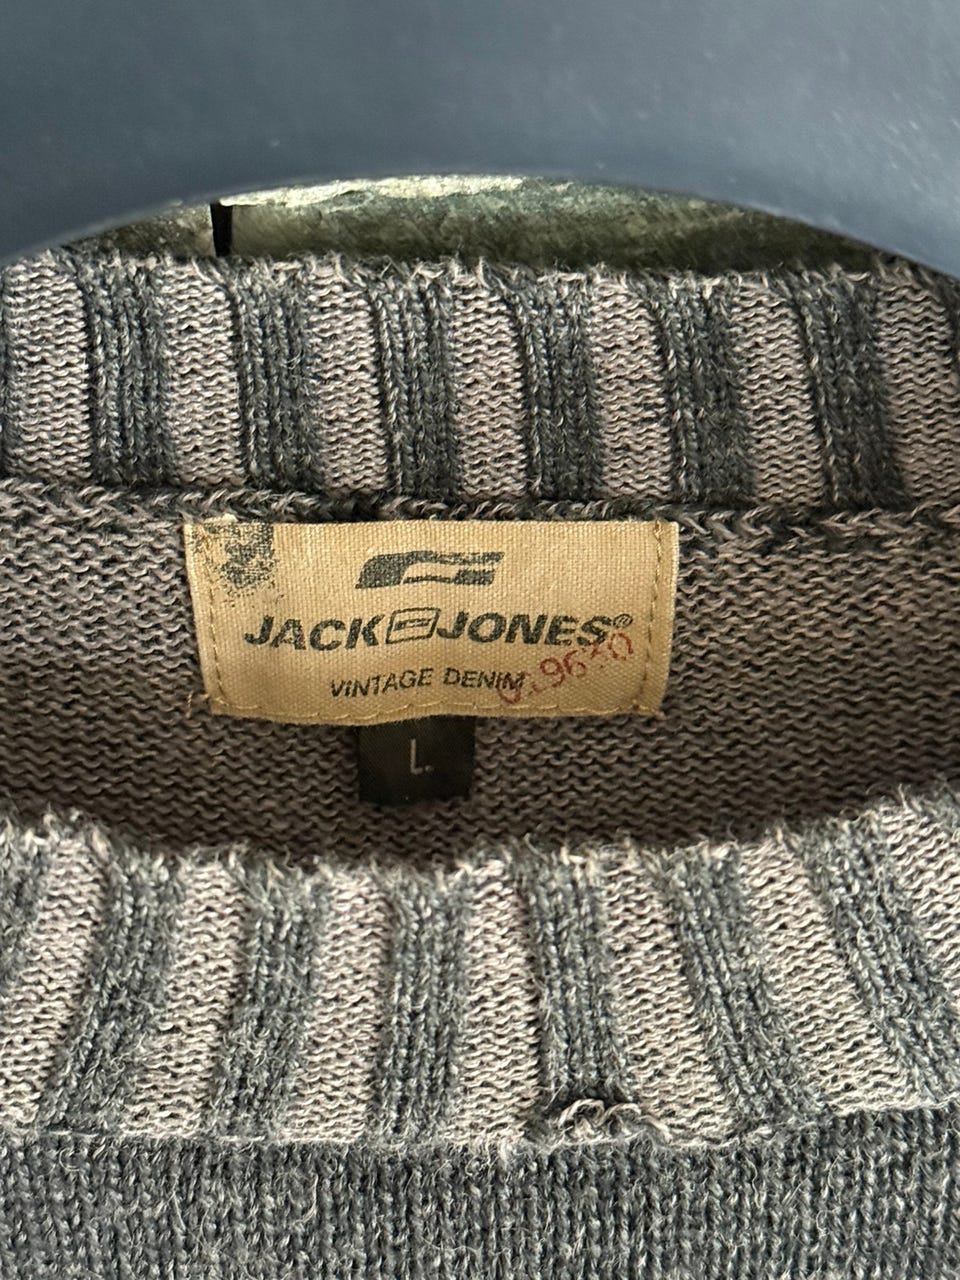 JACK JONES®
VINTAGE DENIM
L.